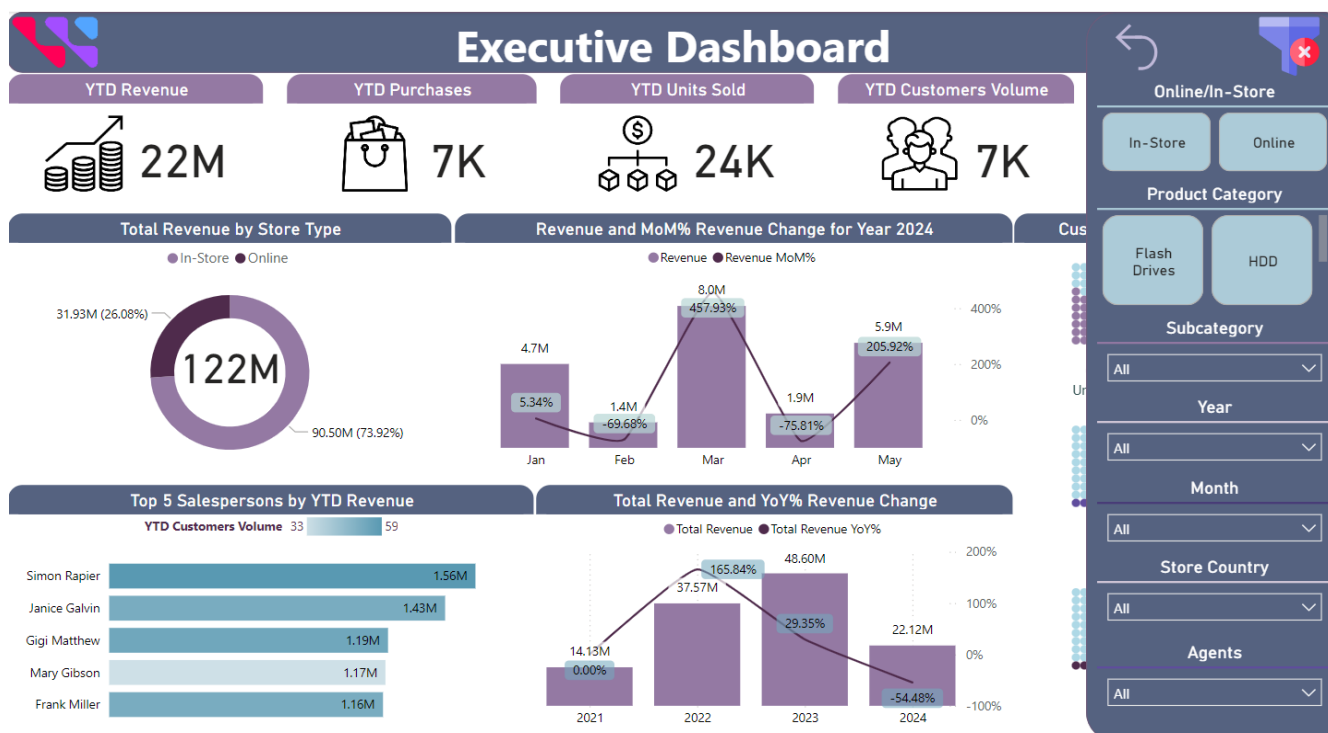 Executive Dashboard
YTD Revenue
22M
YTD Purchases
7K
YTD Units Sold
$
24K
YTD Customers Volume
7K
Total Revenue by Store Type
In-Store Online
31.93M (26.08%)
122M
90.50M (73.92%)
Revenue and MoM% Revenue Change for Year 2024
Revenue Revenue MoM%
4.7M
1.4M
8.0M
1.9M
5.9M
5.34%
-69.68%
457.93%
-75.81%
205.92%
400%
200%
0%
Jan Feb Mar Apr May
Cus
Ur
Top 5 Salespersons by YTD Revenue
YTD Customers Volume 33 59
Simon Rapier 1.56M
Janice Galvin 1.43M
Gigi Matthew 1.19M
Mary Gibson 1.17M
Frank Miller 1.16M
Total Revenue and YoY% Revenue Change
Total Revenue Total Revenue YoY%
14.13M
37.57M
48.60M
22.12M
0.00%
165.84%
29.35%
-54.48%
200%
100%
0%
-100%
2021 2022 2023 2024
Online/In-Store
In-Store Online
Product Category
Flash
Drives
HDD
Subcategory
All
Year
All
Month
All
Store Country
All
Agents
All